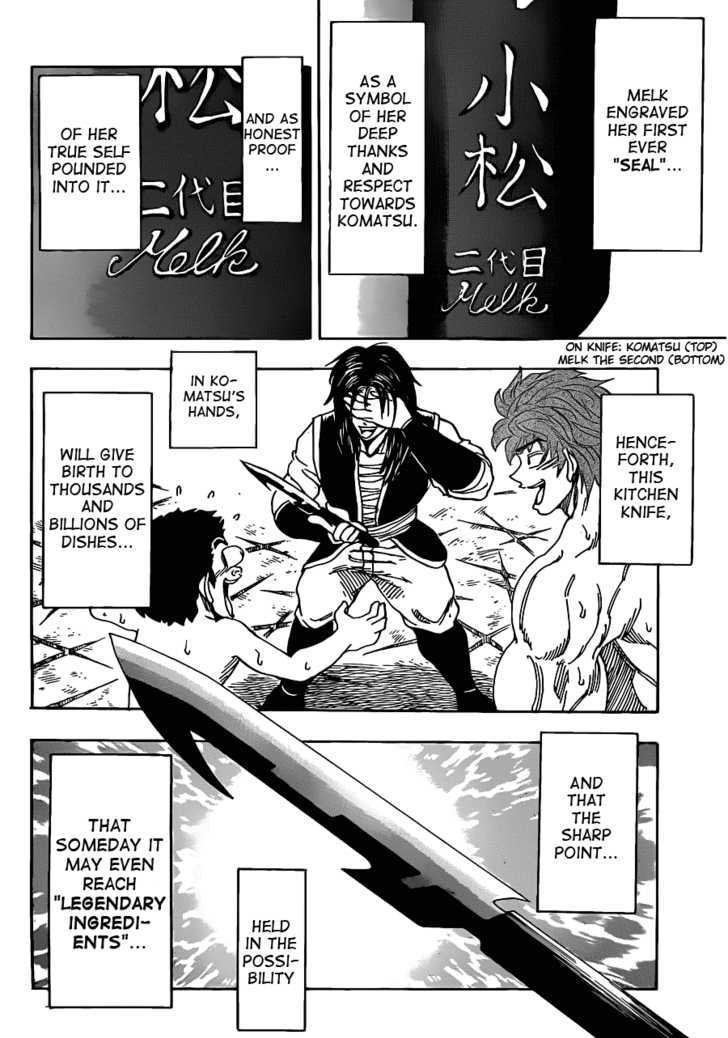 MELK
ENGRAVED
HER FIRST
EVER
"SEAL"...
AS A
SYMBOL
OF HER
DEEP
THANKS
AND
RESPECT
TOWARDS
KOMATSU.
小
松
二代目
Melk
AND AS
HONEST
PROOF
...
OF HER
TRUE SELF
POUNDED
INTO IT...
松
二代目
Melk
ON KNIFE: KOMATSU (TOP)
MELK THE SECOND (BOTTOM)
HENCE-
FORTH,
THIS
KITCHEN
KNIFE,
IN KO-
MATSU'S
HANDS,
WILL GIVE
BIRTH TO
THOUSANDS
AND
BILLIONS OF
DISHES...
AND
THAT
THE
SHARP
POINT...
HELD
IN THE
POSSI-
BILITY
THAT
SOMEDAY IT
MAY EVEN
REACH
"LEGENDARY
INGREDI-
ENTS"...